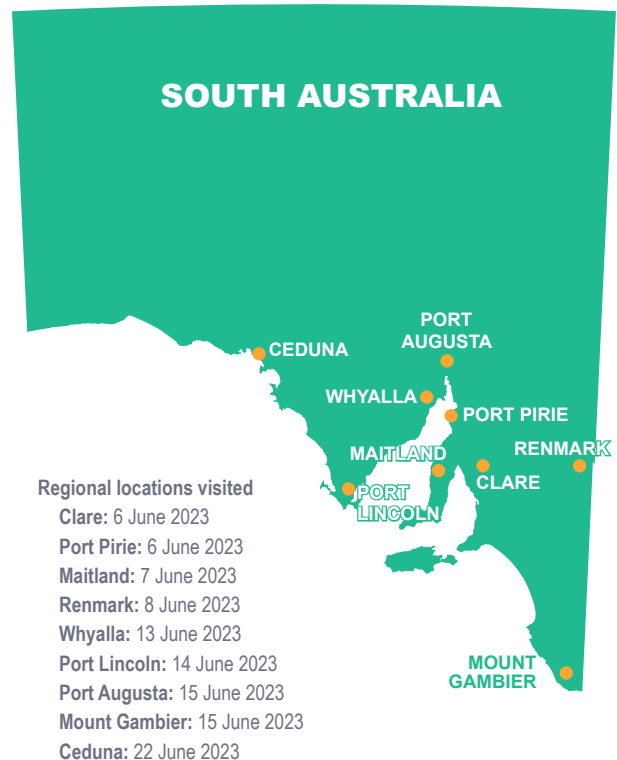 SOUTH AUSTRALIA
PORT
AUGUSTA
CEDUNA
WHYALLA
PORT PIRIE
RENMARK
MAITLAND
CLARE
PORT
LINCOLN
Regional locations visited
Clare: 6 June 2023
Port Pirie: 6 June 2023
Maitland: 7 June 2023
Renmark: 8 June 2023
Whyalla: 13 June 2023
Port Lincoln: 14 June 2023
Port Augusta: 15 June 2023
Mount Gambier: 15 June 2023
Ceduna: 22 June 2023
MOUNT
GAMBIER